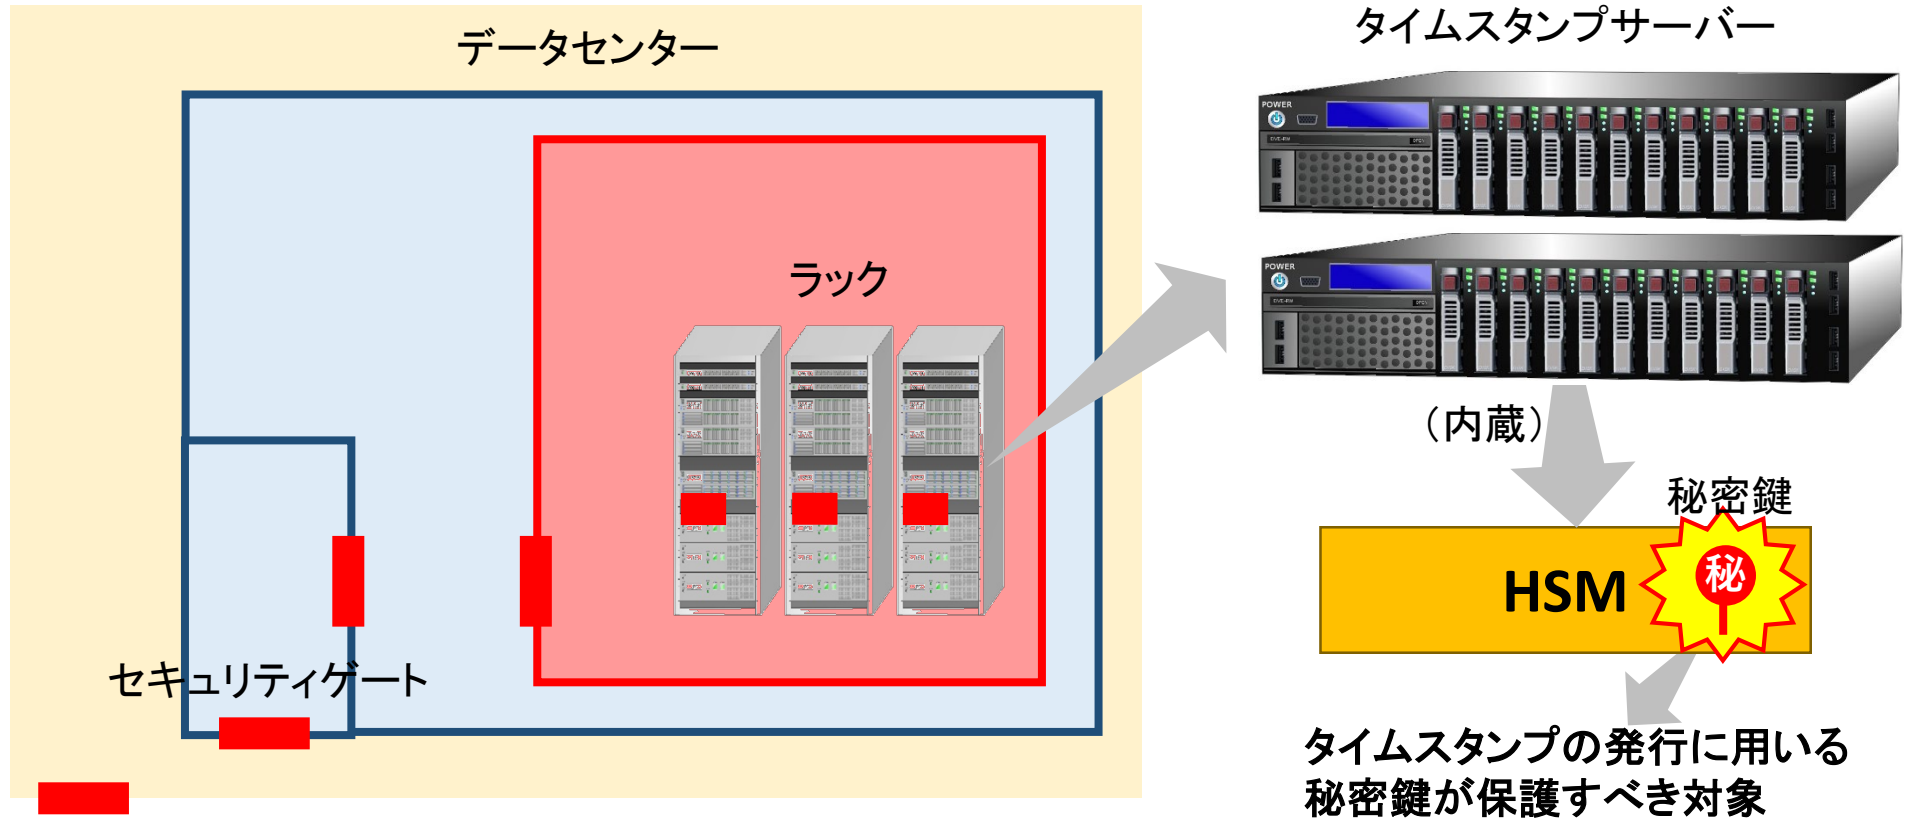 データセンター
ラック
セキュリティゲート
タイムスタンプサーバー
POWER
POWER
(内蔵)
秘密鍵
HSM
秘
タイムスタンプの発行に用いる
秘密鍵が保護すべき対象